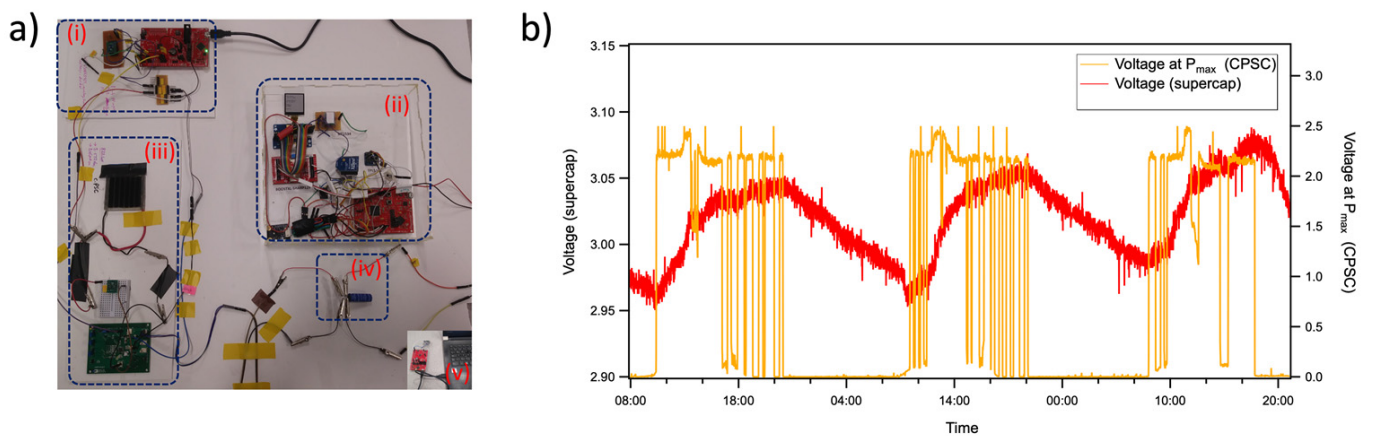 a)
(i)
(ii)
(iii)
(iv)
(v)
b)
3.15
3.10
3.05
3.00
2.95
2.90
Voltage (supercap)
Voltage at Pmax (CPSC)
Voltage (supercap)
3.0
2.5
2.0
1.5
1.0
0.5
0.0
Voltage at Pmax (CPSC)
08:00 18:00 04:00 14:00 00:00 10:00 20:00
Time